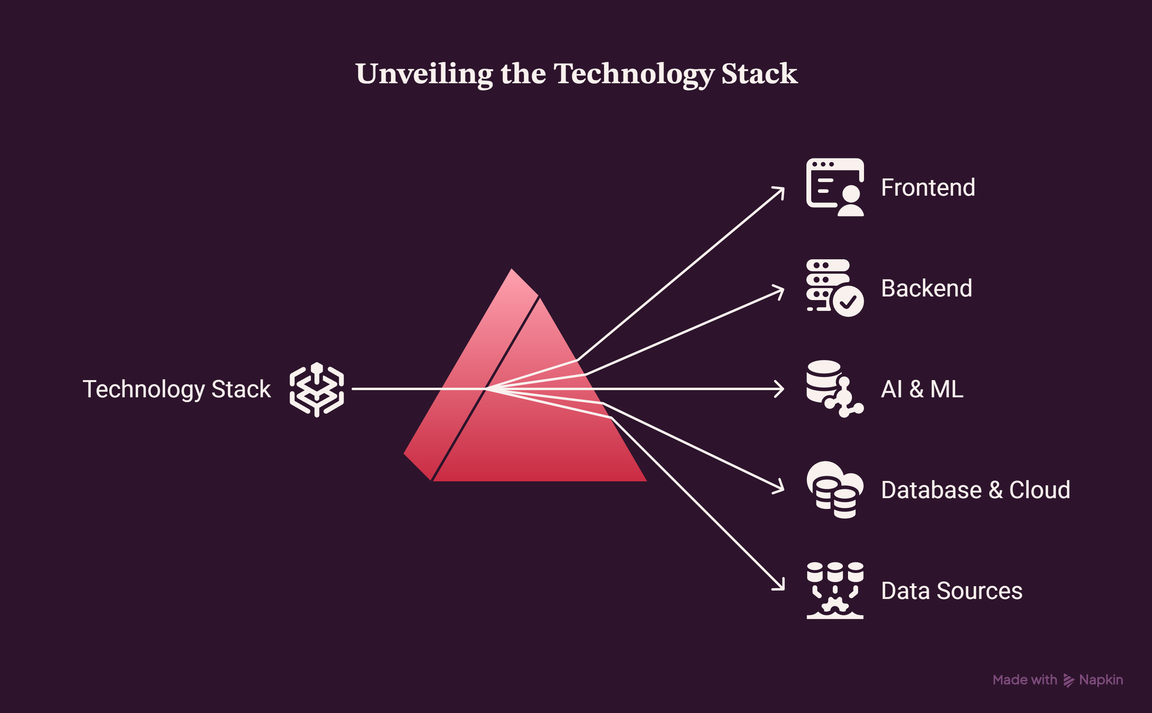 Unveiling the Technology Stack
Technology Stack
Frontend
Backend
AI & ML
Database & Cloud
Data Sources
Made with Napkin